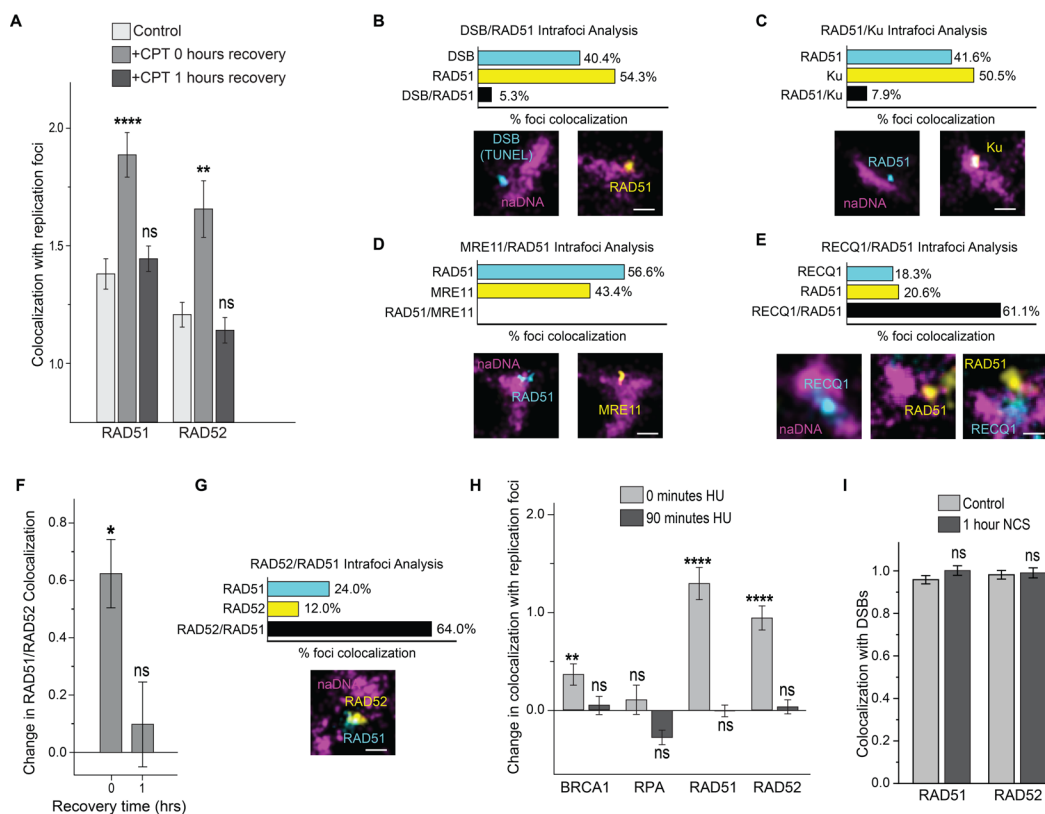 A
Control
+CPT 0 hours recovery
+CPT 1 hours recovery
Colocalization with replication foci
2.0
1.5
1.0
****
ns
**
ns
RAD51
RAD52
B
DSB/RAD51 Intrafoci Analysis
DSB
40.4%
RAD51
54.3%
DSB/RAD51
5.3%
% foci colocalization
DSB
(TUNEL)
naDNA
RAD51
C
RAD51/Ku Intrafoci Analysis
RAD51
41.6%
Ku
50.5%
RAD51/Ku
7.9%
% foci colocalization
RAD51
naDNA
Ku
D
MRE11/RAD51 Intrafoci Analysis
RAD51
56.6%
MRE11
43.4%
RAD51/MRE11
% foci colocalization
naDNA
RAD51
MRE11
E
RECQ1/RAD51 Intrafoci Analysis
RECQ1
18.3%
RAD51
20.6%
RECQ1/RAD51
61.1%
% foci colocalization
RECQ1
naDNA
RAD51
RAD51
RECQ1
F
Change in RAD51/RAD52 Colocalization
0.8
0.6
0.4
0.2
0.0
*
ns
0
1
Recovery time (hrs)
G
RAD52/RAD51 Intrafoci Analysis
RAD51
24.0%
RAD52
12.0%
RAD52/RAD51
64.0%
% foci colocalization
naDNA
RAD52
RAD51
H
0 minutes HU
90 minutes HU
Change in colocalization with replication foci
2.0
1.0
0.0
**
ns
ns
ns
****
ns
****
ns
BRCA1
RPA
RAD51
RAD52
I
Control
1 hour NCS
Colocalization with DSBs
1.0
0.8
0.6
0.4
0.2
0.0
ns
ns
RAD51
RAD52